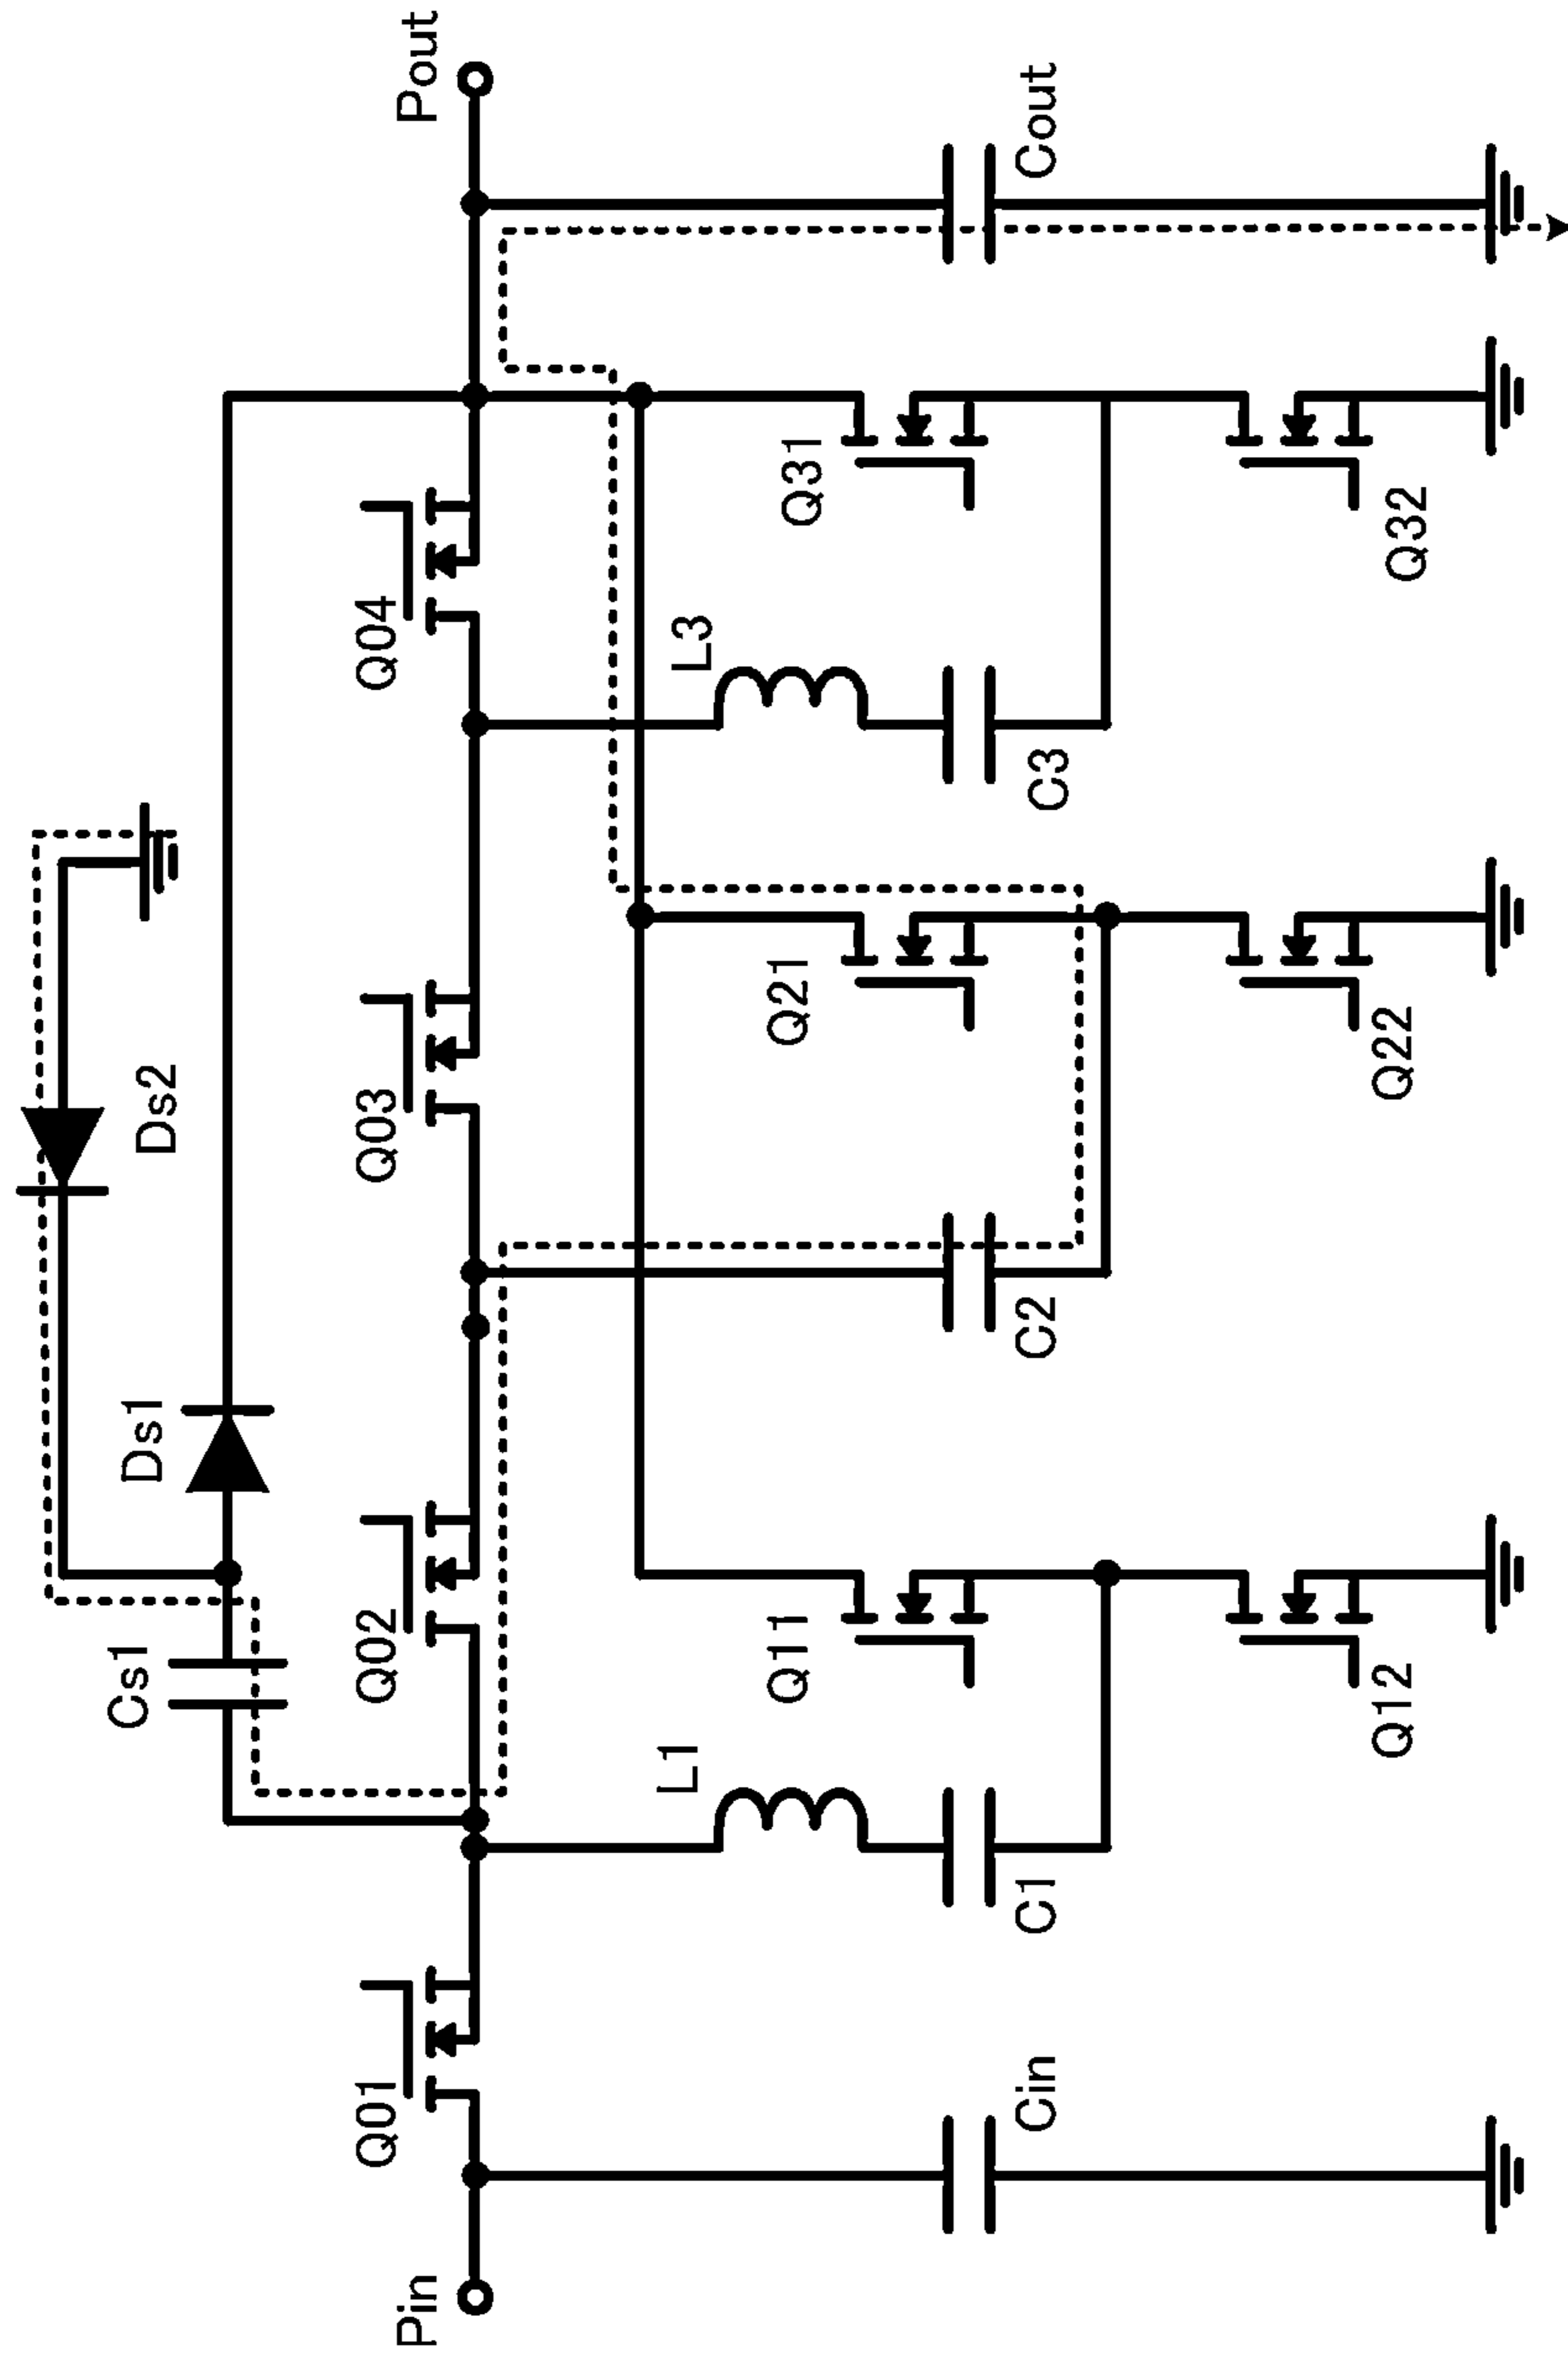 Ds2
Cs1
Ds1
Pin
Q01
Q02
Q03
Q04
Pout
L1
L3
Q11
Q21
Q31
Cin
C1
C2
C3
Cout
Q12
Q22
Q32